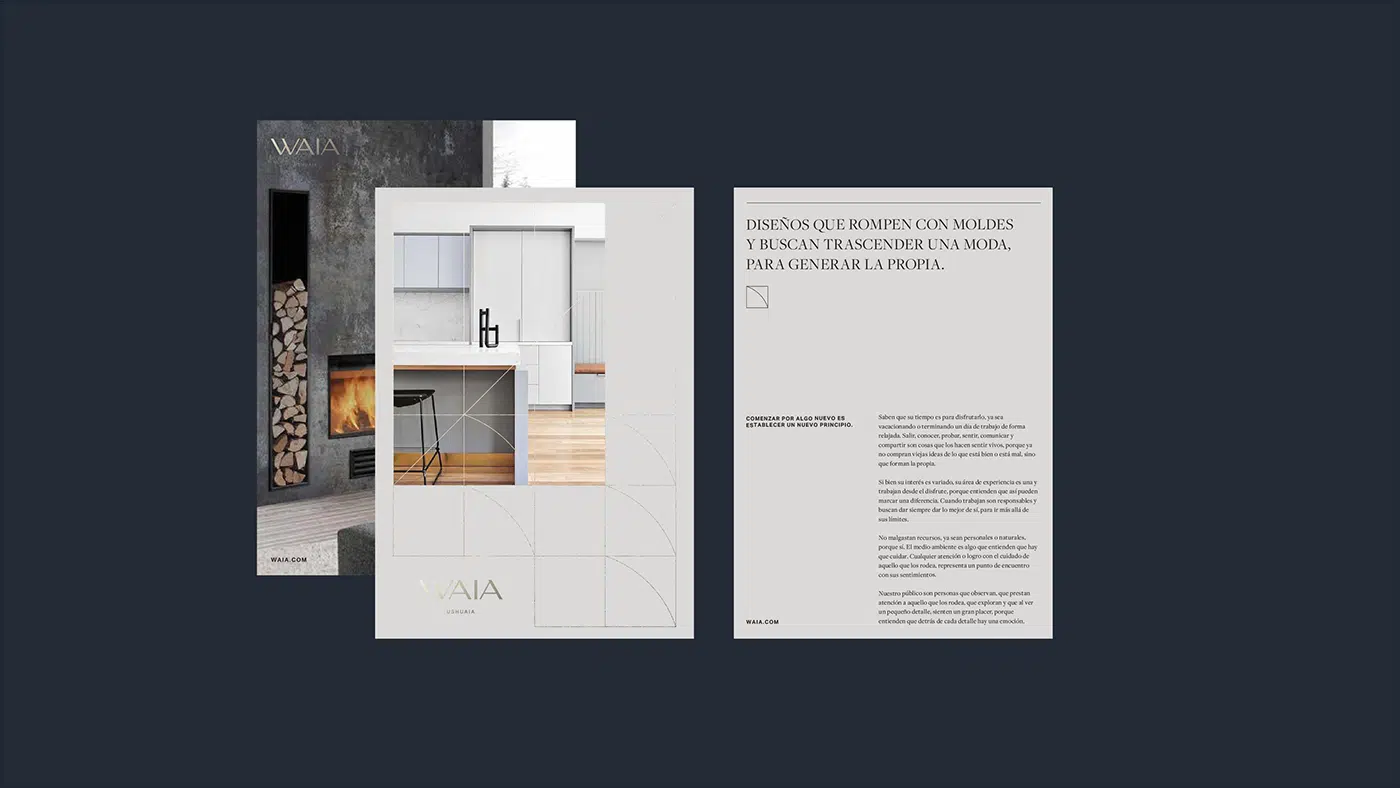 WAIA
WAIA.COM
WAIA
UAHUAIA
DISEÑOS QUE ROMPEN CON MOLDES
Y BUSCAN TRASCENDER UNA MODA,
PARA GENERAR LA PROPIA.
COMENZAR POR ALGO NUEVO ES
ESTABLECER UN NUEVO PRINCIPIO.
Saben que su tiempo es para disfrutarlo, ya sea
vacacionando o terminando un día de trabajo de forma
relajada. Salir, conocer, probar, sentir, comunicar y
compartir son cosas que los hacen sentir vivos, porque ya
no compran viejas ideas de lo que está bien o está mal, sino
que forman la propia.
Si bien su interés es variado, su área de experiencia es una y
trabajan desde el disfrute, porque entienden que así pueden
marcar una diferencia. Cuando trabajan son responsables y
buscan dar siempre dar lo mejor de sí, para ir más allá de
sus límites.
No malgastan recursos, ya sean personales o naturales,
porque sí. El medio ambiente es algo que entienden que hay
que cuidar. Cualquier atención o logro con el cuidado de
aquello que los rodea, representa un punto de encuentro
con sus sentimientos.
Nuestro público son personas que observan, que prestan
atención a aquello que los rodea, que exploran y que al ver
un pequeño detalle, sienten un gran placer, porque
entienden que detrás de cada detalle hay una emoción.
WAIA.COM